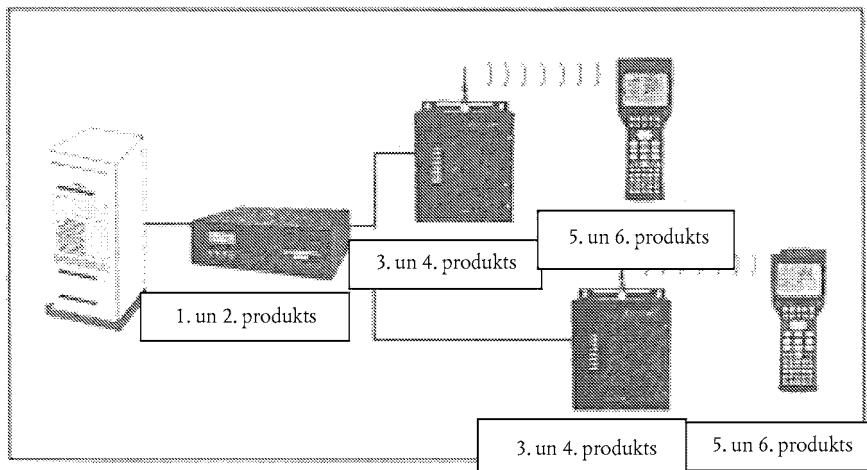 5. un 6. produkts
3. un 4. produkts
1. un 2. produkts
3. un 4. produkts
5. un 6. produkts